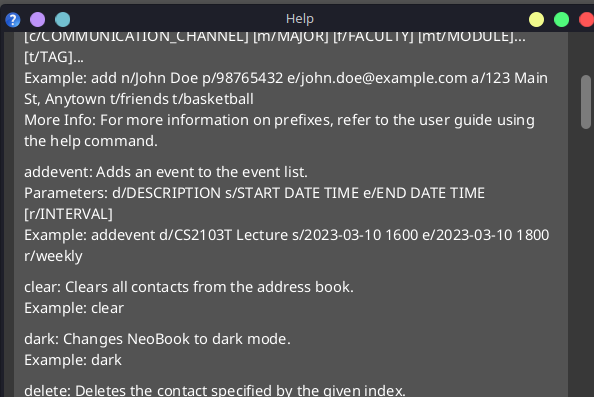 Help
[c/COMMUNICATION_CHANNEL] [m/MAJOR] [f/FACULTY] [mt/MODULE]...
[t/TAG]...
Example: add n/John Doe p/98765432 e/john.doe@example.com a/123 Main
St, Anytown t/friends t/basketball
More Info: For more information on prefixes, refer to the user guide using
the help command.
addevent: Adds an event to the event list.
Parameters: d/DESCRIPTION s/START DATE TIME e/END DATE TIME
[r/INTERVAL]
Example: addevent d/CS2103T Lecture s/2023-03-10 1600 e/2023-03-10 1800
r/weekly
clear: Clears all contacts from the address book.
Example: clear
dark: Changes NeoBook to dark mode.
Example: dark
delete: Deletes the contact specified by the given index.